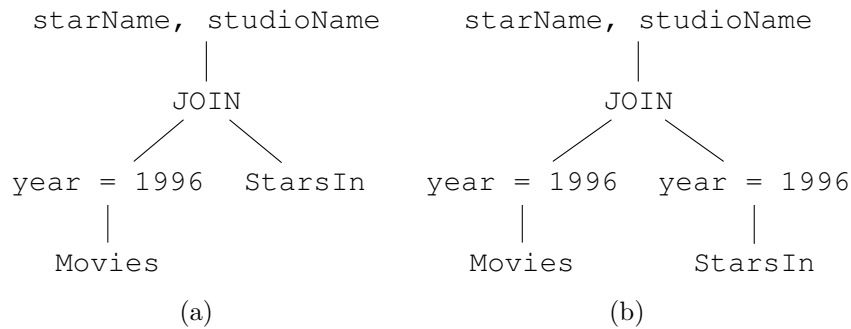 starName, studioName starName, studioName
JOIN JOIN
year = 1996 StarsIn year = 1996 year = 1996
Movies Movies StarsIn
(a) (b)